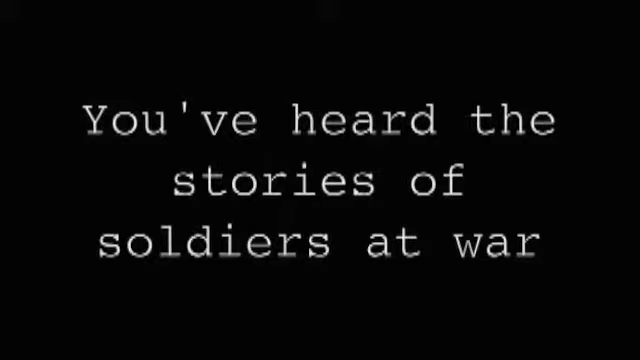 You've heard the
stories of
soldiers at war